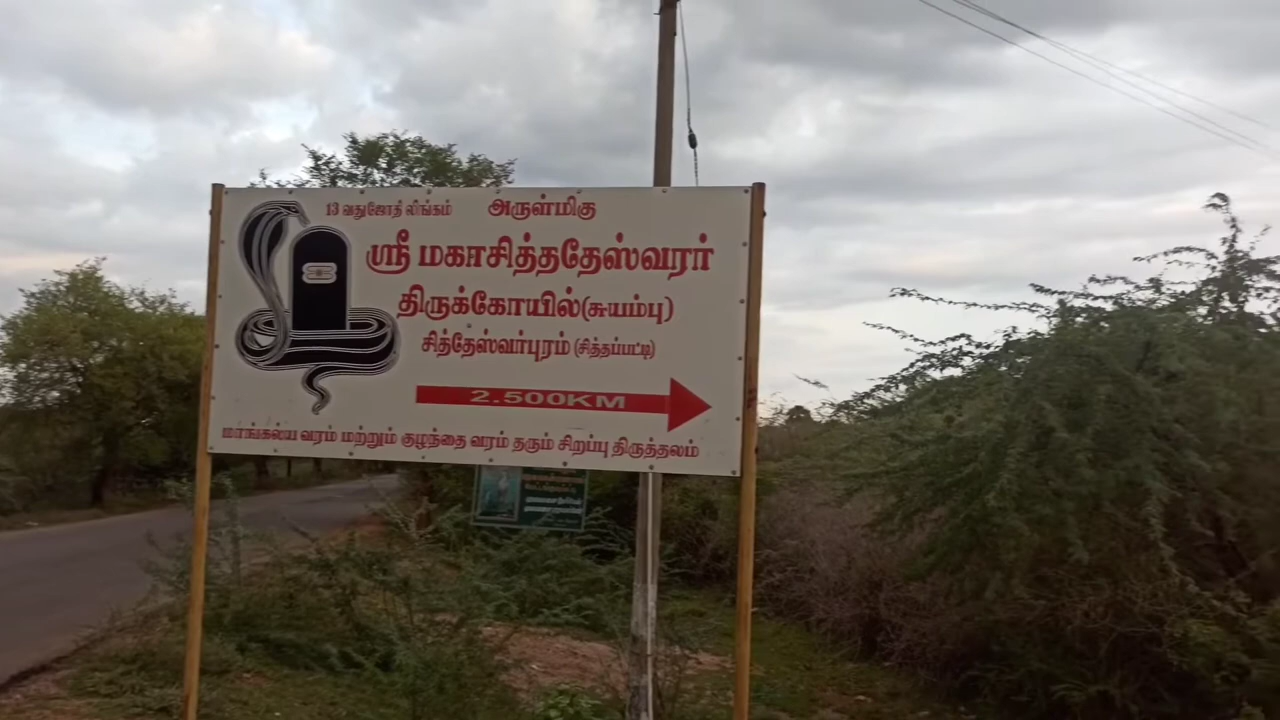 13 வதுஜோதி லிங்கம் அருள்மிகு
ஸ்ரீ மகாசித்ததேஸ்வரர்
திருக்கோயில்(சுயம்பு)
சித்தேஸ்வர்புரம் (சித்தப்பட்டி)
2.500KM
மாங்கல்ய வரம் மற்றும் குழந்தை வரம் தரும் சிறப்பு திருத்தலம்